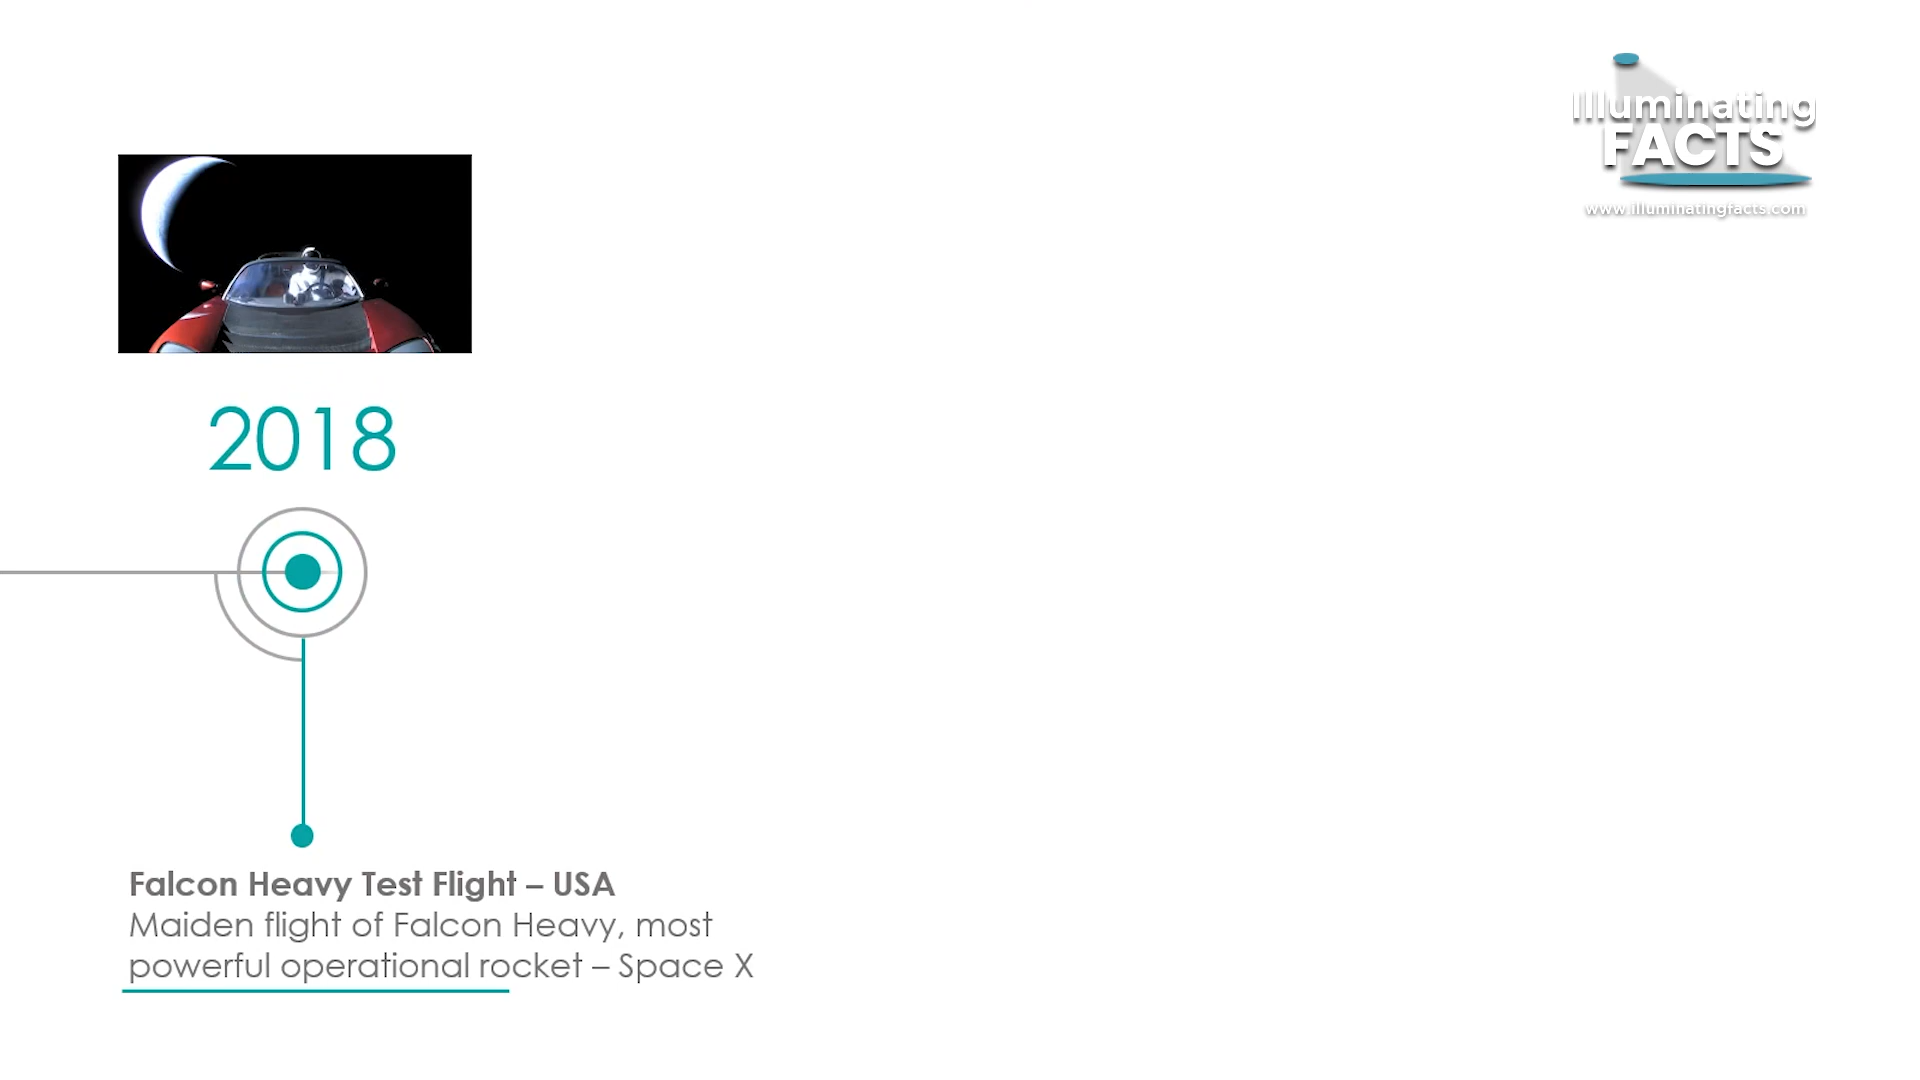 Illuminating
FACTS
www.illuminatingfacts.com
2018
Falcon Heavy Test Flight – USA
Maiden flight of Falcon Heavy, most
powerful operational rocket – Space X